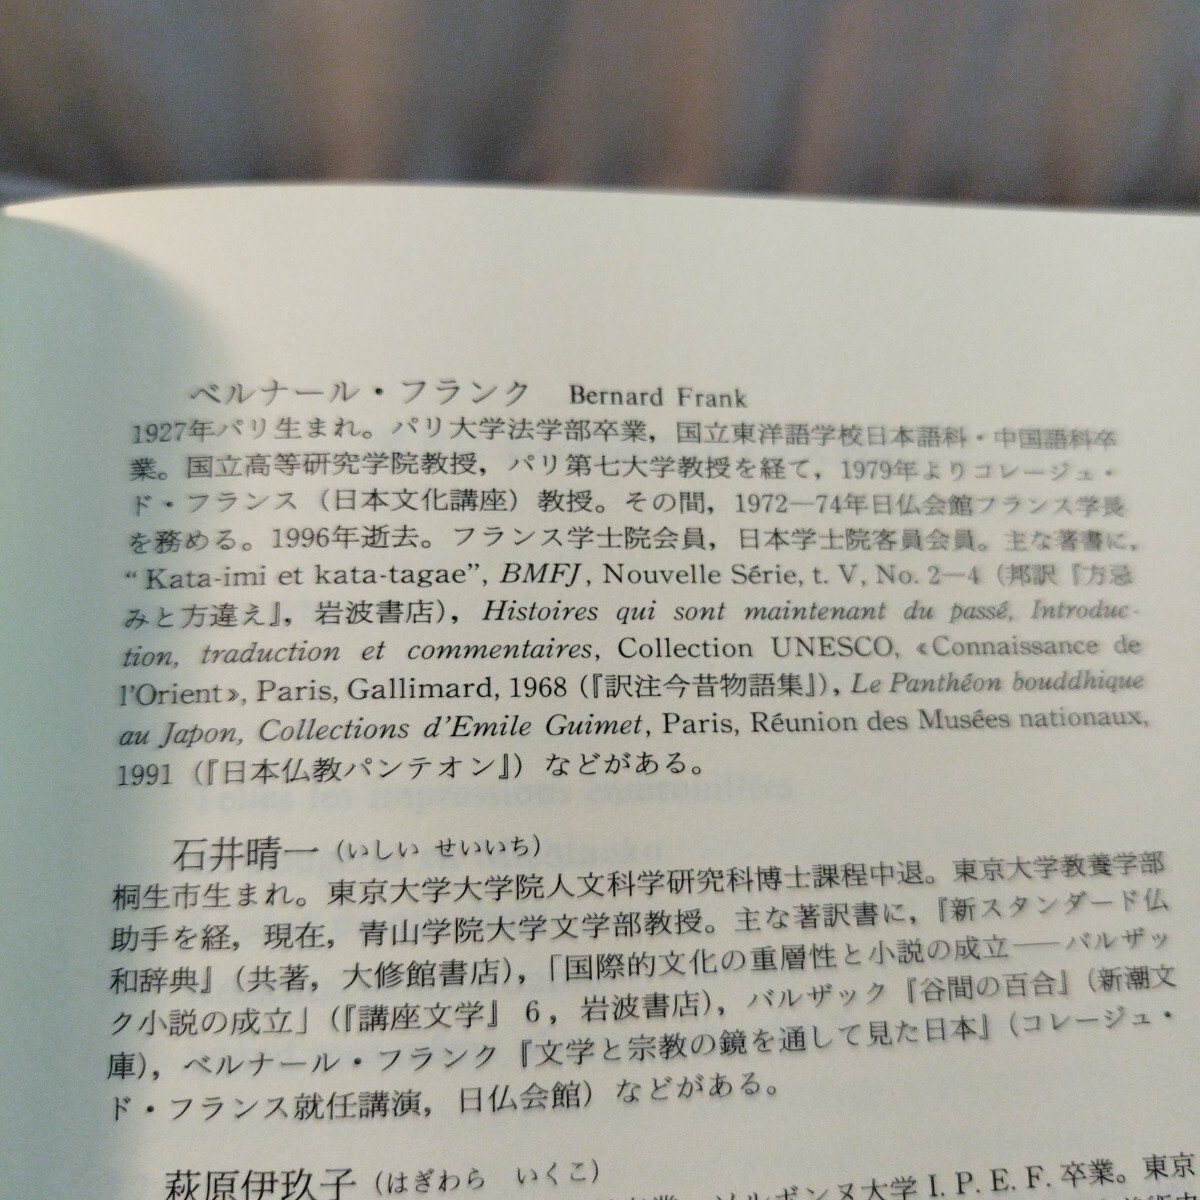 ベルナール・フランク Bernard Frank
1927年パリ生まれ。パリ大学法学部卒業，国立東洋語学校日本語科・中国語科卒
業。国立高等研究学院教授，パリ第七大学教授を経て，1979年よりコレージュ・
ド・フランス（日本文化講座）教授。その間，1972―74年日仏会館フランス学長
を務める。1996年逝去。フランス学士院会員，日本学士院客員会員。主な著書に，
“Kata-imi et kata-tagae”, BMFJ, Nouvelle Série, t. V, No. 2―4（邦訳『方忌
みと方違え』，岩波書店），Histoires qui sont maintenant du passé, Introduc-
tion, traduction et commentaires, Collection UNESCO, «Connaissance de
l'Orient», Paris, Gallimard, 1968（『訳注今昔物語集』），Le Panthéon bouddhique
au Japon, Collections d'Emile Guimet, Paris, Réunion des Musées nationaux,
1991（『日本仏教パンテオン』）などがある。
石井晴一（いしい せいいち）
桐生市生まれ。東京大学大学院人文科学研究科博士課程中退。東京大学教養学部
助手を経，現在，青山学院大学文学部教授。主な著訳書に，『新スタンダード仏
和辞典』（共著，大修館書店），「国際的文化の重層性と小説の成立――バルザッ
ク小説の成立」（『講座文学』6，岩波書店），バルザック『谷間の百合』（新潮文
庫），ベルナール・フランク『文学と宗教の鏡を通して見た日本』（コレージュ・
ド・フランス就任講演，日仏会館）などがある。
萩原伊玖子（はぎわら いくこ）
ソルボンヌ大学 I. P. E. F. 卒業。東京